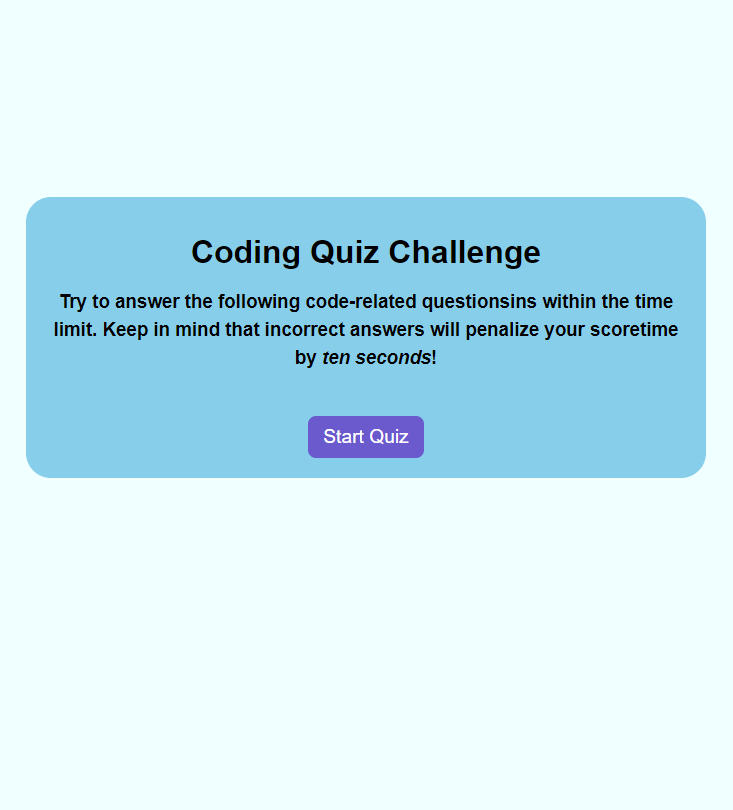 Coding Quiz Challenge
Try to answer the following code-related questionsins within the time
limit. Keep in mind that incorrect answers will penalize your scoretime
by ten seconds!
Start Quiz